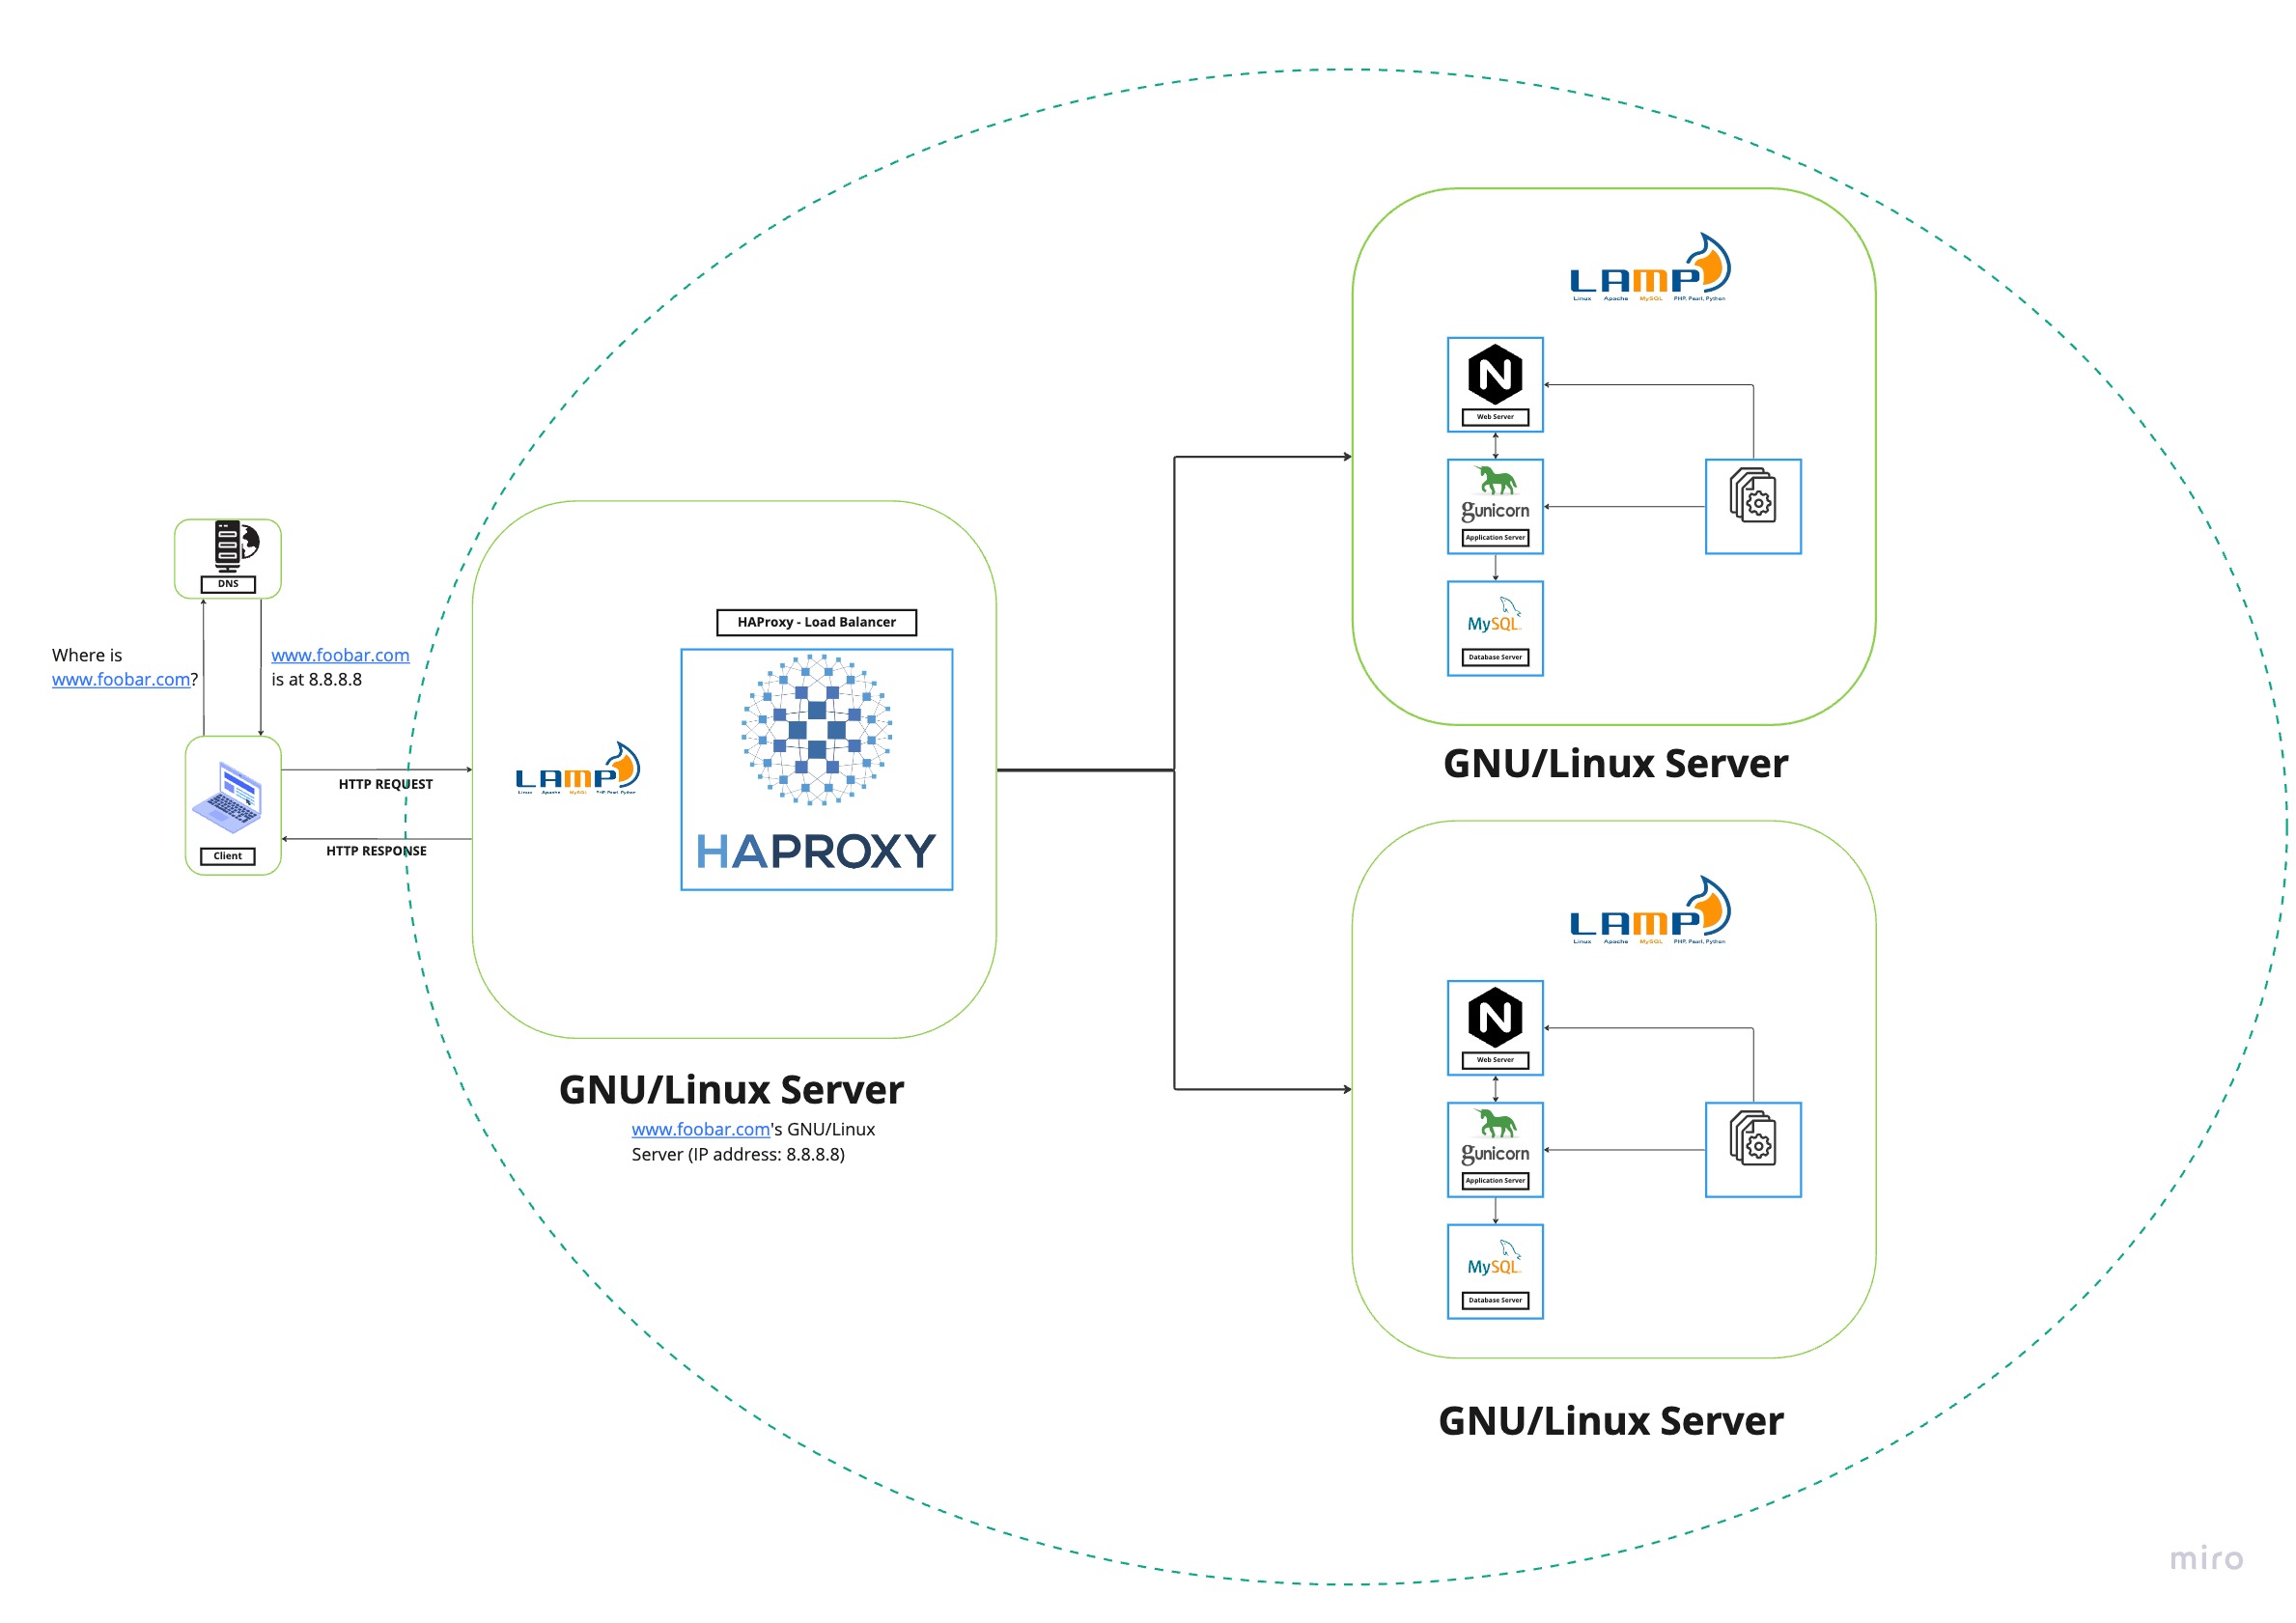 DNS
Where is
www.foobar.com?
www.foobar.com
is at 8.8.8.8
Client
HTTP REQUEST
HTTP RESPONSE
HAProxy - Load Balancer
LAMP
Linux Apache MySQL PHP, Pearl, Python
HAPROXY
GNU/Linux Server
www.foobar.com's GNU/Linux
Server (IP address: 8.8.8.8)
LAMP
Linux Apache MySQL PHP, Pearl, Python
N
Web Server
gunicorn
Application Server
MySQL
Database Server
GNU/Linux Server
LAMP
Linux Apache MySQL PHP, Pearl, Python
N
Web Server
gunicorn
Application Server
MySQL
Database Server
GNU/Linux Server
miro